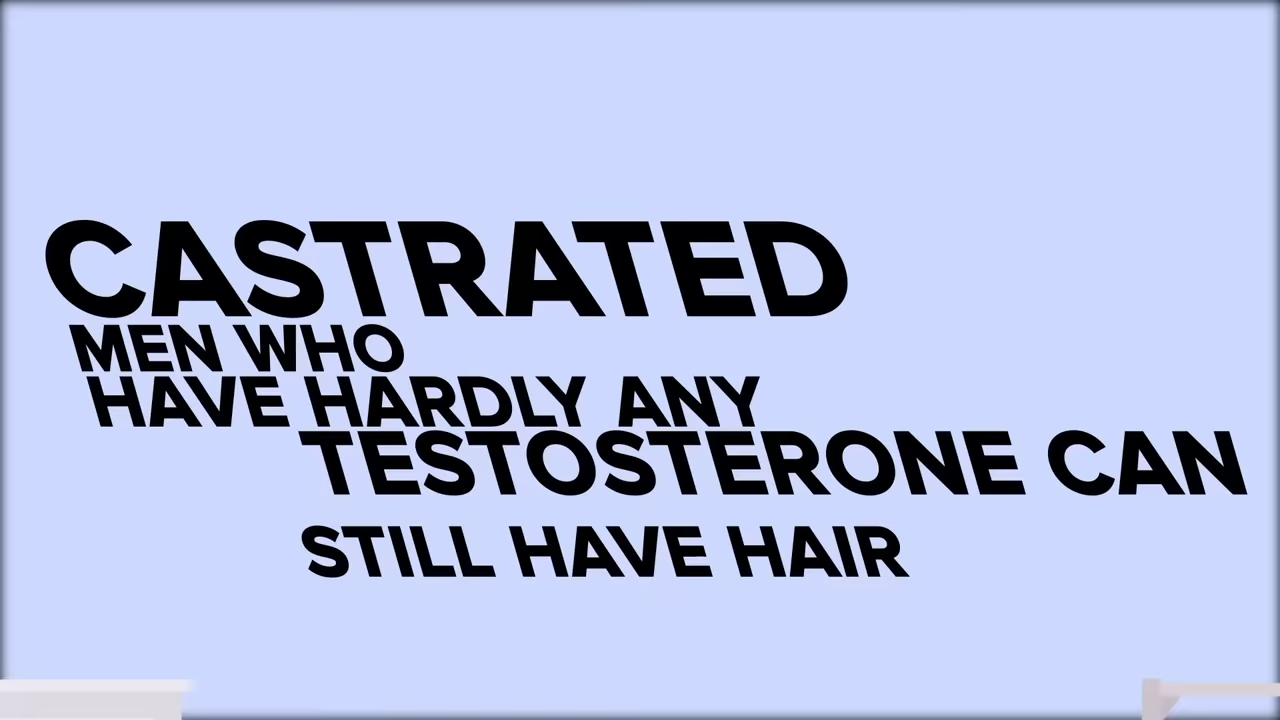 CASTRATED
MEN WHO
HAVE HARDLY ANY
TESTOSTERONE CAN
STILL HAVE HAIR